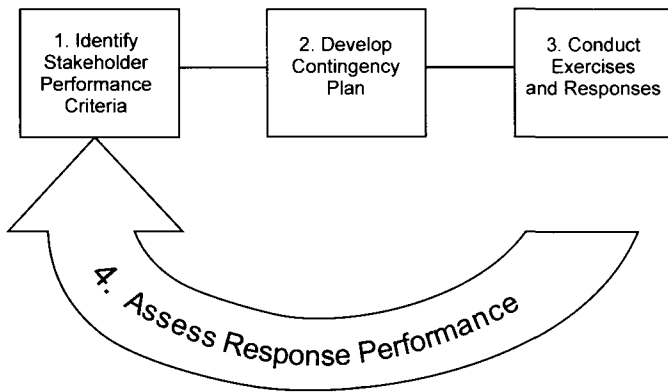 1. Identify
Stakeholder
Performance
Criteria
2. Develop
Contingency
Plan
3. Conduct
Exercises
and Responses
4. Assess Response Performance